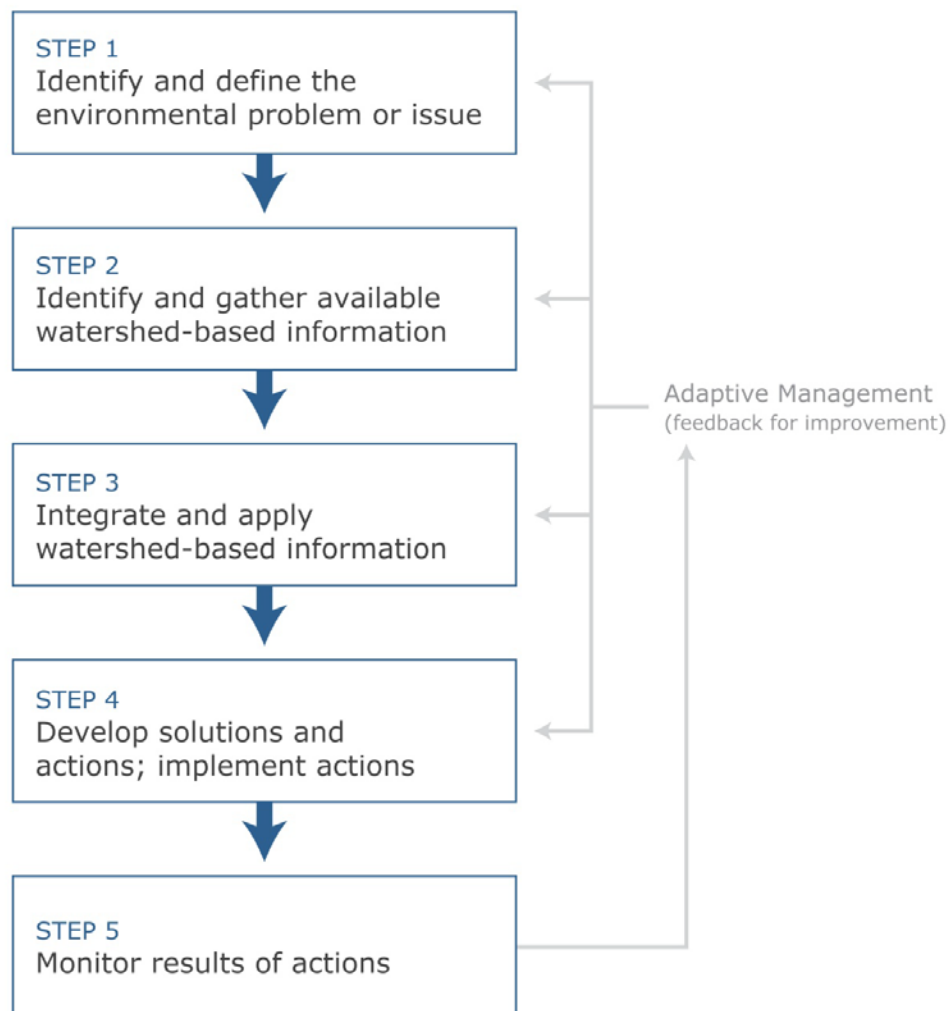 STEP 1
Identify and define the
environmental problem or issue
STEP 2
Identify and gather available
watershed-based information
STEP 3
Integrate and apply
watershed-based information
STEP 4
Develop solutions and
actions; implement actions
STEP 5
Monitor results of actions
Adaptive Management
(feedback for improvement)